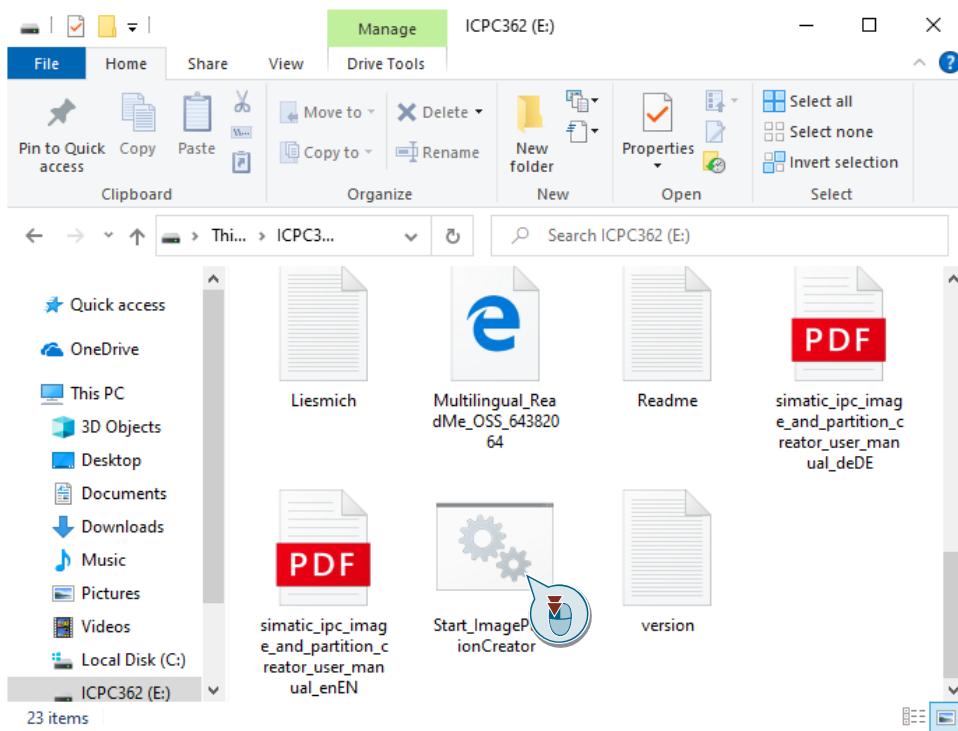 Manage
ICPC362 (E:)
File
Home
Share
View
Drive Tools
Pin to Quick
access
Copy
Paste
Move to
Copy to
Delete
Rename
New
folder
Properties
Select all
Select none
Invert selection
Clipboard
Organize
New
Open
Select
Thi...
ICPC3...
Search ICPC362 (E:)
Quick access
OneDrive
This PC
3D Objects
Desktop
Documents
Downloads
Music
Pictures
Videos
Local Disk (C:)
ICPC362 (E:)
Liesmich
Multilingual_Rea
dMe_OSS_643820
64
Readme
PDF
simatic_ipc_imag
e_and_partition_c
reator_user_man
ual_deDE
PDF
simatic_ipc_imag
e_and_partition_c
reator_user_man
ual_enEN
Start_ImageP
ionCreator
version
23 items